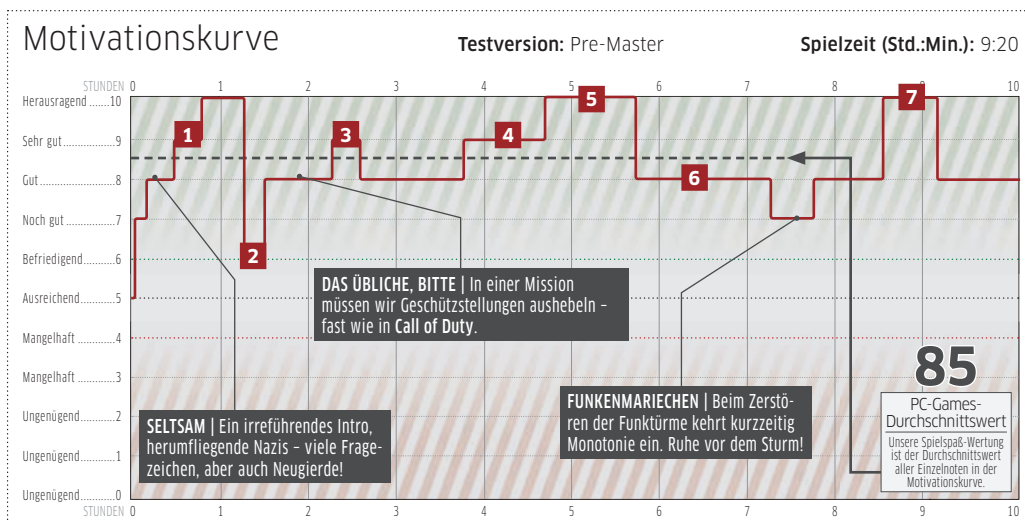 Motivationskurve
Testversion: Pre-Master
Spielzeit (Std.:Min.): 9:20
STUNDEN 0 1 2 3 4 5 6 7 8 9 10
Herausragend ...... 10
Sehr gut ............. 9
Gut .................... 8
Noch gut ............. 7
Befriedigend ........ 6
Ausreichend ........ 5
Mangelhaft ........... 4
Mangelhaft ........... 3
Ungenügend ......... 2
Ungenügend ......... 1
Ungenügend ......... 0
STUNDEN 0 1 2 3 4 5 6 7 8 9 10
1
2
3
4
5
6
7
SELTSAM | Ein irreführendes Intro,
herumfliegende Nazis – viele Frage-
zeichen, aber auch Neugierde!
DAS ÜBLICHE, BITTE | In einer Mission
müssen wir Geschützstellungen aushebeln –
fast wie in Call of Duty.
FUNKENMARIECHEN | Beim Zerstö-
ren der Funktürme kehrt kurzzeitig
Monotonie ein. Ruhe vor dem Sturm!
85
PC-Games-
Durchschnittswert
Unsere Spielspaß-Wertung
ist der Durchschnittswert
aller Einzelnoten in der
Motivationskurve.